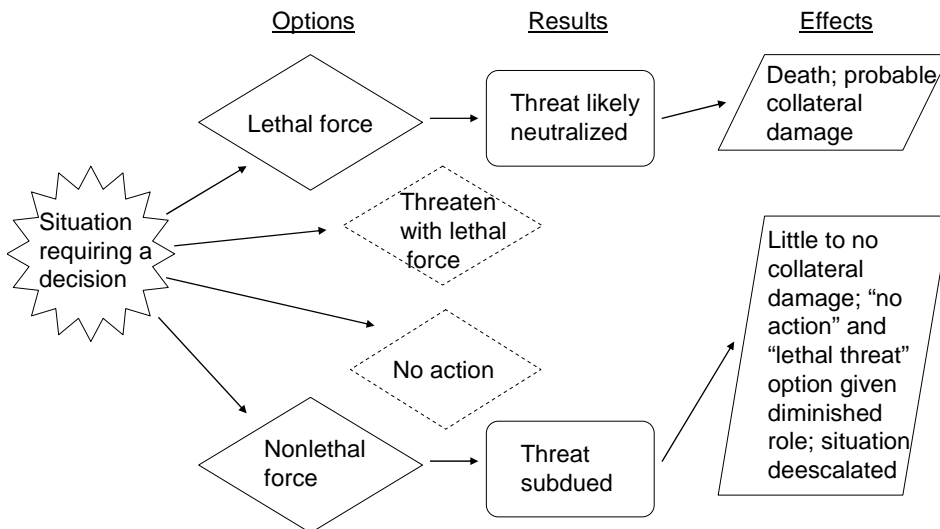 Options
Results
Effects
Lethal force
Threat likely
neutralized
Death; probable
collateral
damage
Situation
requiring a
decision
Threaten
with lethal
force
No action
Nonlethal
force
Threat
subdued
Little to no
collateral
damage; “no
action” and
“lethal threat”
option given
diminished
role; situation
deescalated